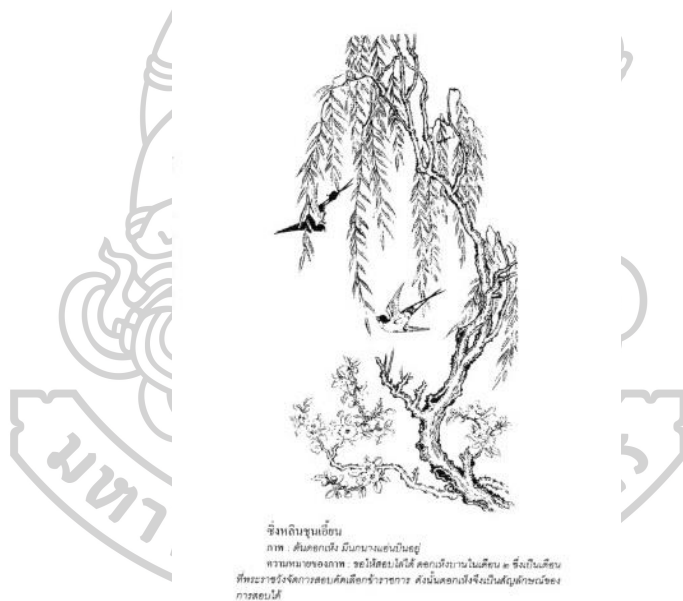 ซิ่งหลินชุนเอี้ยน
ภาพ : ต้นดอกเห้ง มีนกนางแอ่นบินอยู่
ความหมายของภาพ : ขอให้สอบไล่ได้ ดอกเห้งบานในเดือน ๒ ซึ่งเป็นเดือน
ที่พระราชวังจัดการสอบคัดเลือกข้าราชการ ดังนั้นดอกเห้งจึงเป็นสัญลักษณ์ของ
การสอบได้
มหา